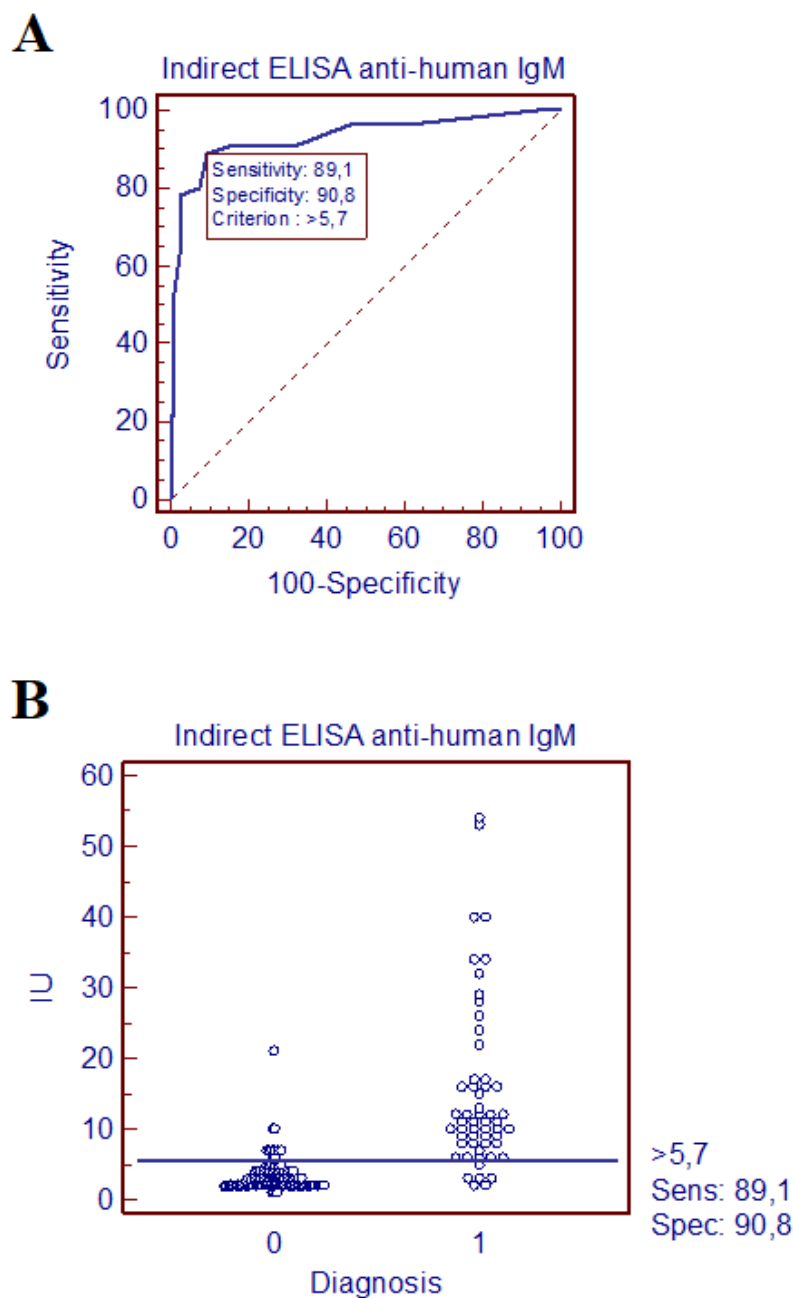 A
Indirect ELISA anti-human IgM
100
80
60
40
20
0
Sensitivity
Sensitivity: 89,1
Specificity: 90,8
Criterion : >5,7
0 20 40 60 80 100
100-Specificity
B
Indirect ELISA anti-human IgM
60
50
40
30
20
10
0
IU
>5,7
Sens: 89,1
Spec: 90,8
0 1
Diagnosis